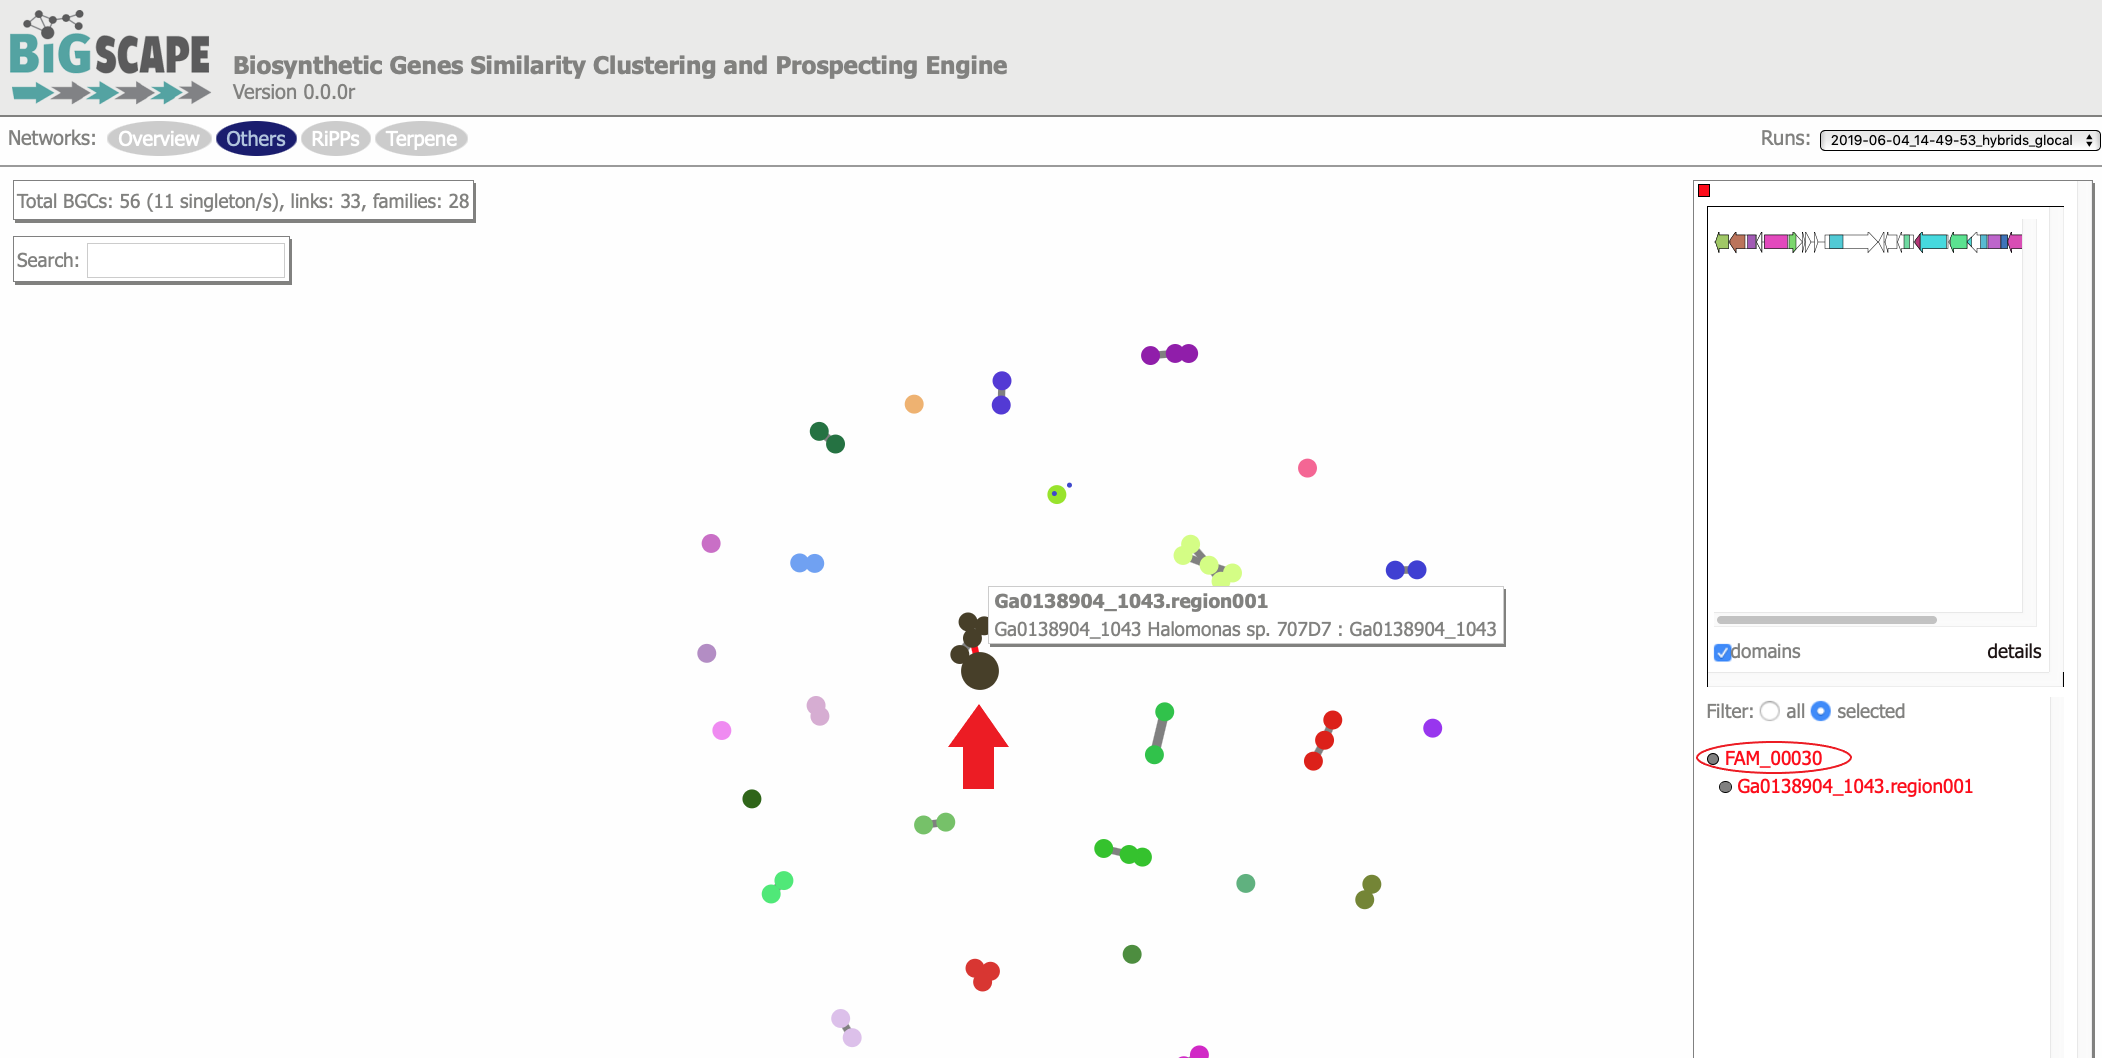 BiGSCAPE
Biosynthetic Genes Similarity Clustering and Prospecting Engine
Version 0.0.0r
Networks: Overview Others RiPPs Terpene
Runs: 2019-06-04_14-49-53_hybrids_glocal
Total BGCs: 56 (11 singleton/s), links: 33, families: 28
Search:
Ga0138904_1043.region001
Ga0138904_1043 Halomonas sp. 707D7 : Ga0138904_1043
domains details
Filter: all selected
FAM_00030
Ga0138904_1043.region001